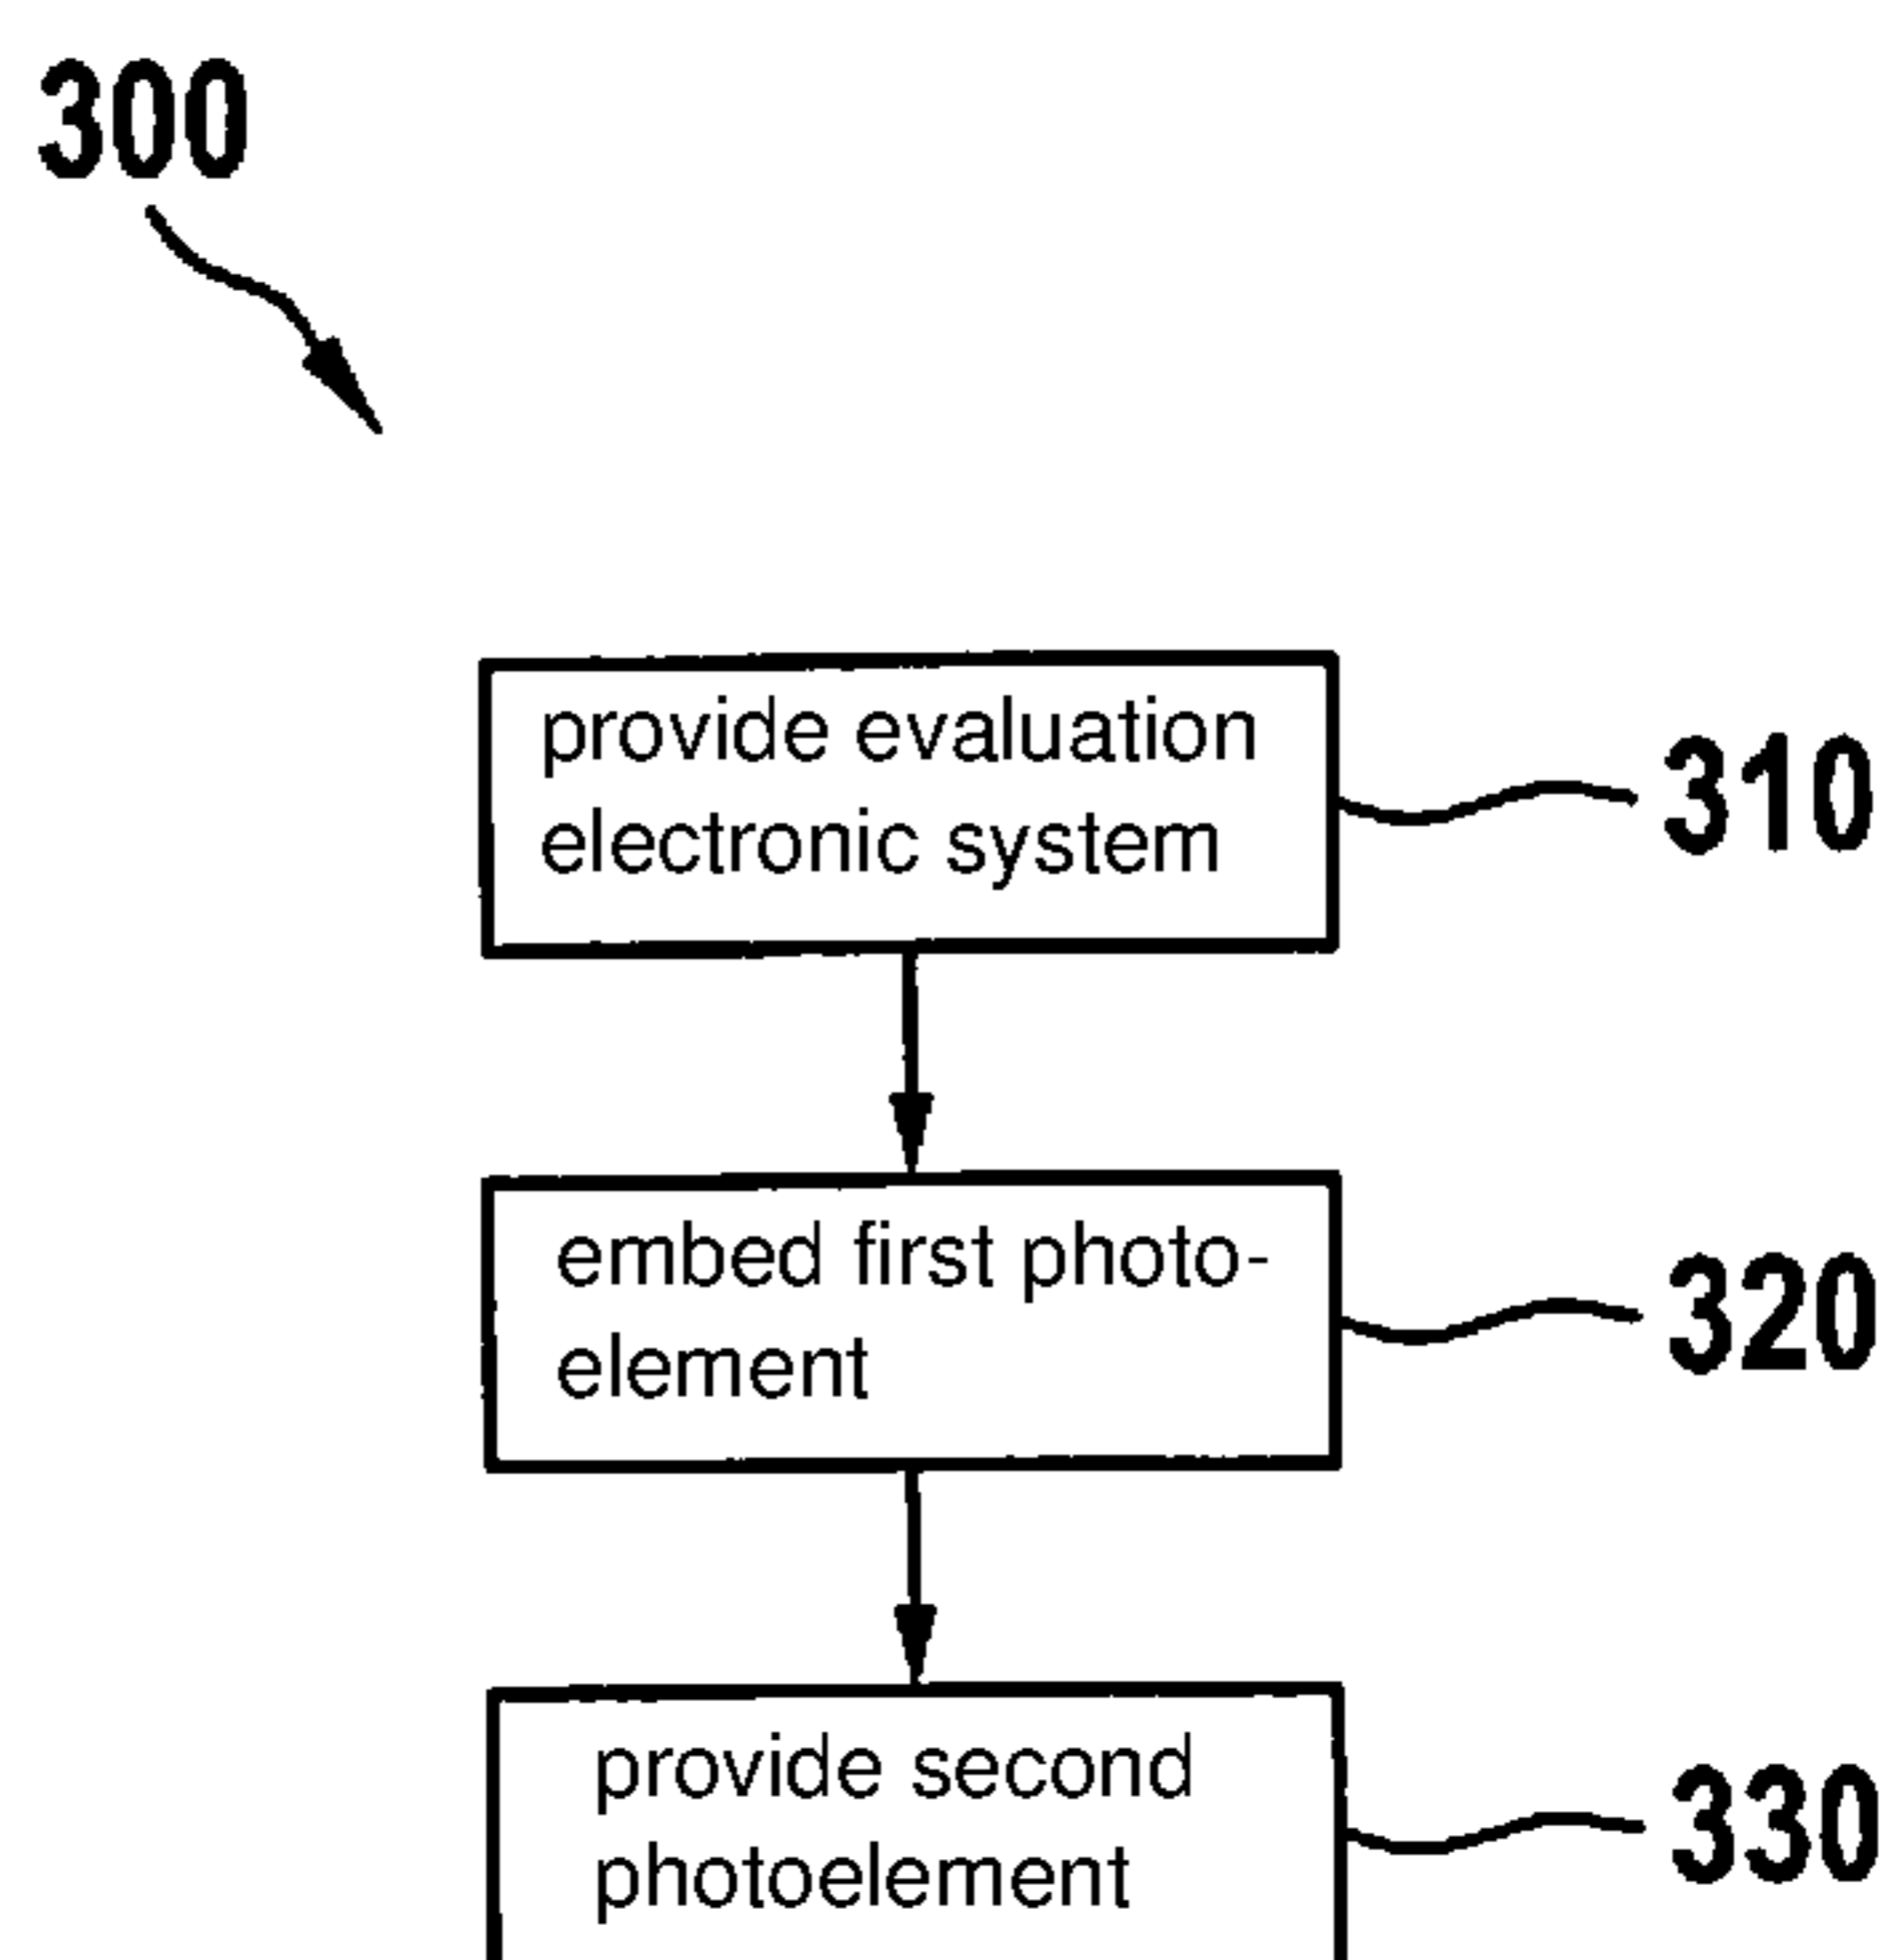 300
provide evaluation
electronic system
310
embed first photo-
element
320
provide second
photoelement
330